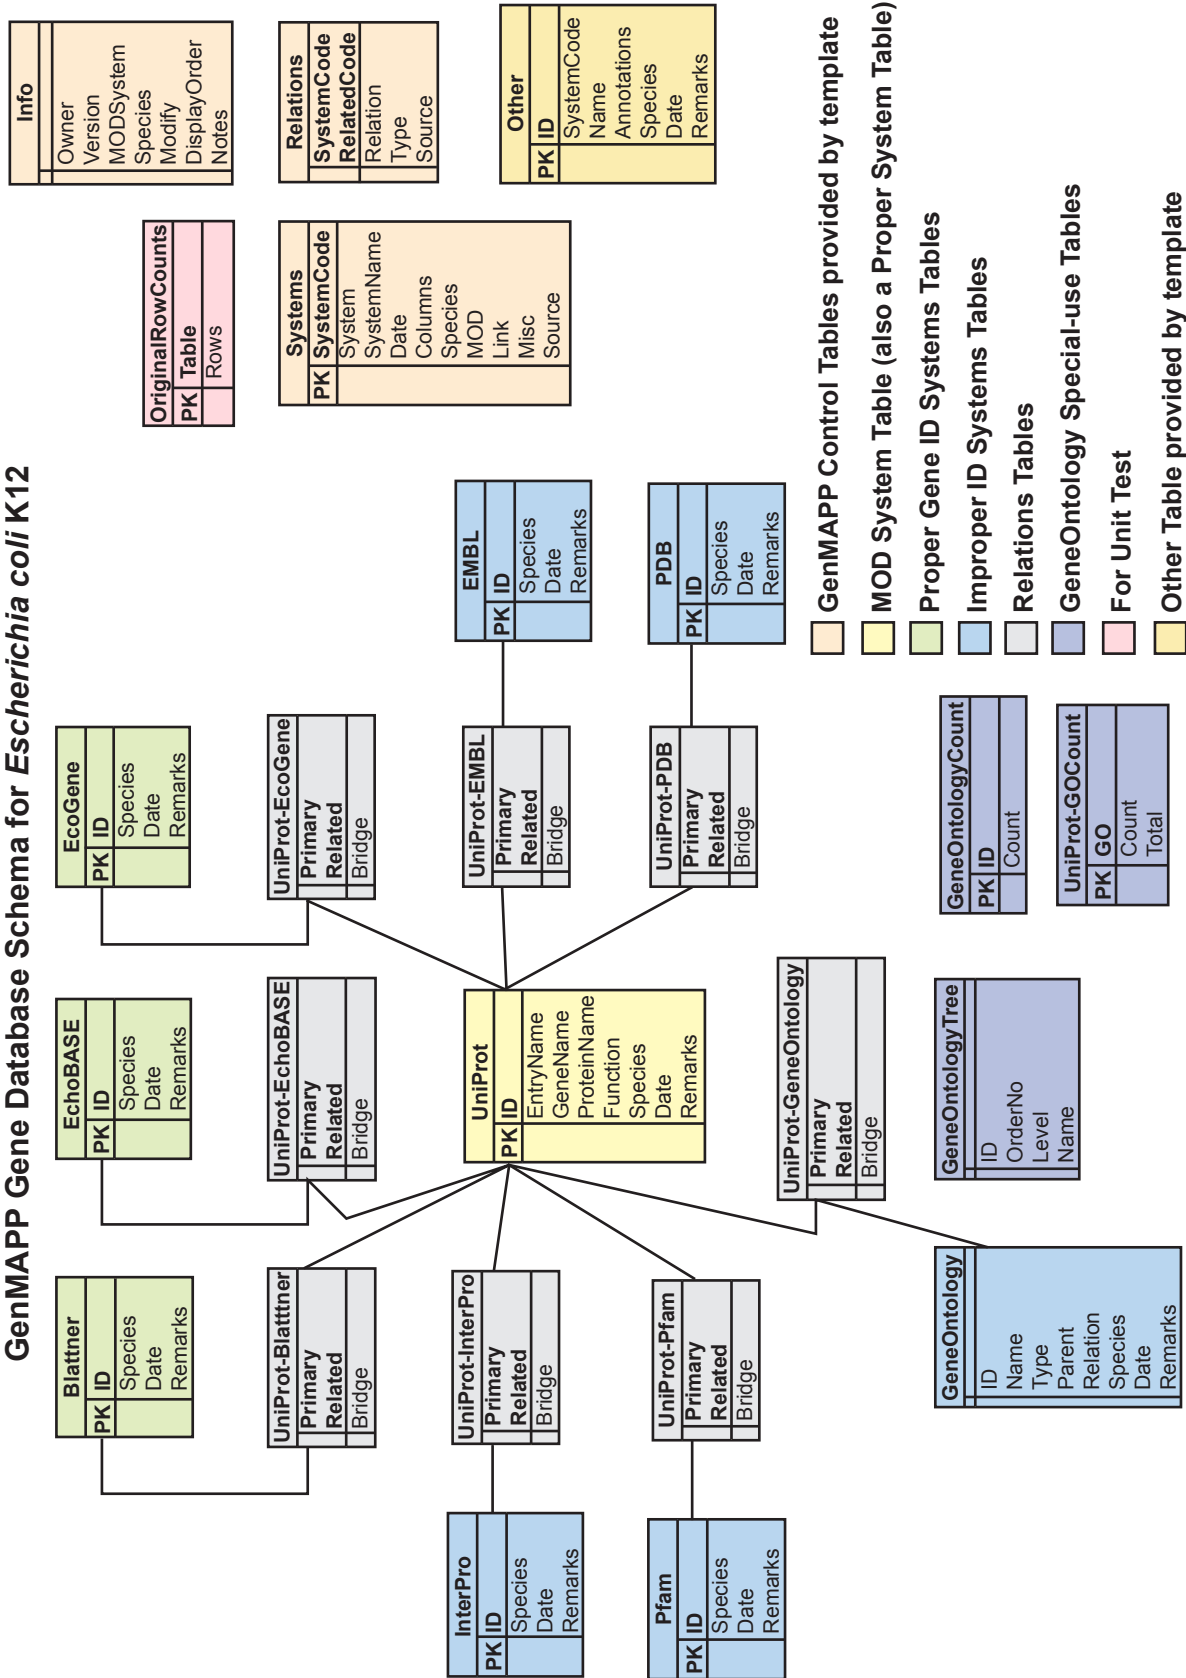 GenMAPP Gene Database Schema for Escherichia coli K12
Blattner
PK ID
Species
Date
Remarks
EchoBASE
PK ID
Species
Date
Remarks
EcoGene
PK ID
Species
Date
Remarks
OriginalRowCounts
PK Table
Rows
Info
Owner
Version
MODSystem
Species
Modify
DisplayOrder
Notes
UniProt-Blatttner
Primary
Related
Bridge
UniProt-EchoBASE
Primary
Related
Bridge
UniProt-EcoGene
Primary
Related
Bridge
Systems
PK SystemCode
System
SystemName
Date
Columns
Species
MOD
Link
Misc
Source
Relations
SystemCode
RelatedCode
Relation
Type
Source
InterPro
PK ID
Species
Date
Remarks
UniProt-InterPro
Primary
Related
Bridge
UniProt
PK ID
EntryName
GeneName
ProteinName
Function
Species
Date
Remarks
UniProt-EMBL
Primary
Related
Bridge
EMBL
PK ID
Species
Date
Remarks
Other
PK ID
SystemCode
Name
Annotations
Species
Date
Remarks
Pfam
PK ID
Species
Date
Remarks
UniProt-Pfam
Primary
Related
Bridge
UniProt-PDB
Primary
Related
Bridge
PDB
PK ID
Species
Date
Remarks
UniProt-GeneOntology
Primary
Related
Bridge
GeneOntology
ID
Name
Type
Parent
Relation
Species
Date
Remarks
GeneOntologyTree
ID
OrderNo
Level
Name
GeneOntologyCount
PK ID
Count
UniProt-GOCount
PK GO
Count
Total
GenMAPP Control Tables provided by template
MOD System Table (also a Proper System Table)
Proper Gene ID Systems Tables
Improper ID Systems Tables
Relations Tables
GeneOntology Special-use Tables
For Unit Test
Other Table provided by template